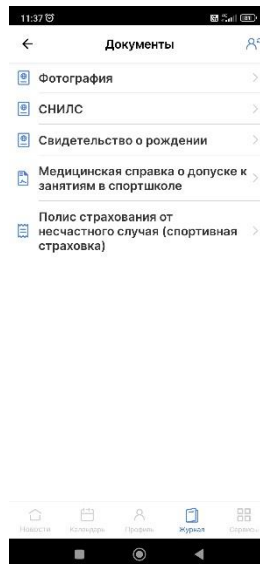 11:37
Документы
Фотография
СНИЛС
Свидетельство о рождении
Медицинская справка о допуске к
занятиям в спортшколе
Полис страхования от
несчастного случая (спортивная
страховка)
Новости Календарь Профиль Журнал Сервисы